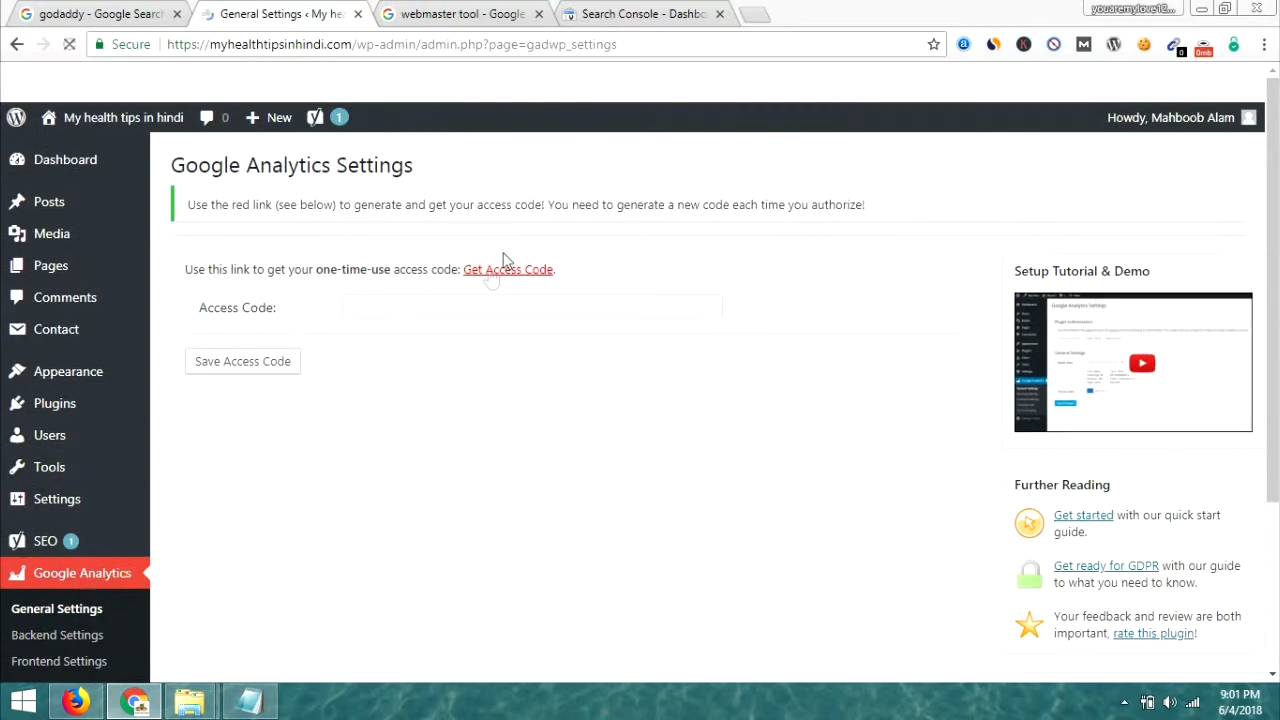 godaddy - Google Search
General Settings ‹ My hea
webmaster tool - Google
Search Console - Dashbo
youaremylove12...
Secure
https://myhealthtipsinhindi.com/wp-admin/admin.php?page=gadwp_settings
0
0mb
My health tips in hindi
0
New
1
Howdy, Mahboob Alam
Dashboard
Posts
Media
Pages
Comments
Contact
Appearance
Plugins
Users
Tools
Settings
SEO 1
Google Analytics
General Settings
Backend Settings
Frontend Settings
Google Analytics Settings
Use the red link (see below) to generate and get your access code! You need to generate a new code each time you authorize!
Use this link to get your one-time-use access code: Get Access Code.
Access Code:
Save Access Code
Setup Tutorial & Demo
Further Reading
Get started with our quick start
guide.
Get ready for GDPR with our guide
to what you need to know.
Your feedback and review are both
important, rate this plugin!
9:01 PM
6/4/2018